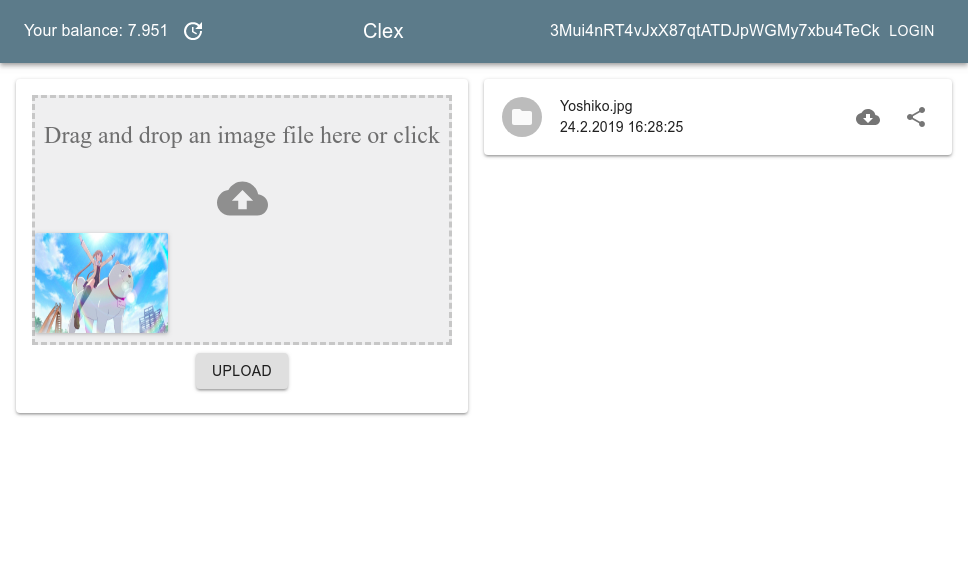 Your balance: 7.951
Clex
3Mui4nRT4vJxX87qtATDJpWGMy7xbu4TeCk LOGIN
Drag and drop an image file here or click
UPLOAD
Yoshiko.jpg
24.2.2019 16:28:25